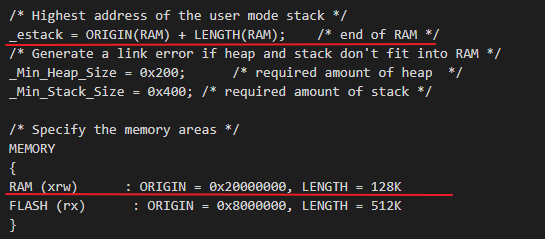 /* Highest address of the user mode stack */
_estack = ORIGIN(RAM) + LENGTH(RAM);    /* end of RAM */
/* Generate a link error if heap and stack don't fit into RAM */
_Min_Heap_Size = 0x200;      /* required amount of heap  */
_Min_Stack_Size = 0x400; /* required amount of stack */

/* Specify the memory areas */
MEMORY
{
RAM (xrw)      : ORIGIN = 0x20000000, LENGTH = 128K
FLASH (rx)      : ORIGIN = 0x8000000, LENGTH = 512K
}